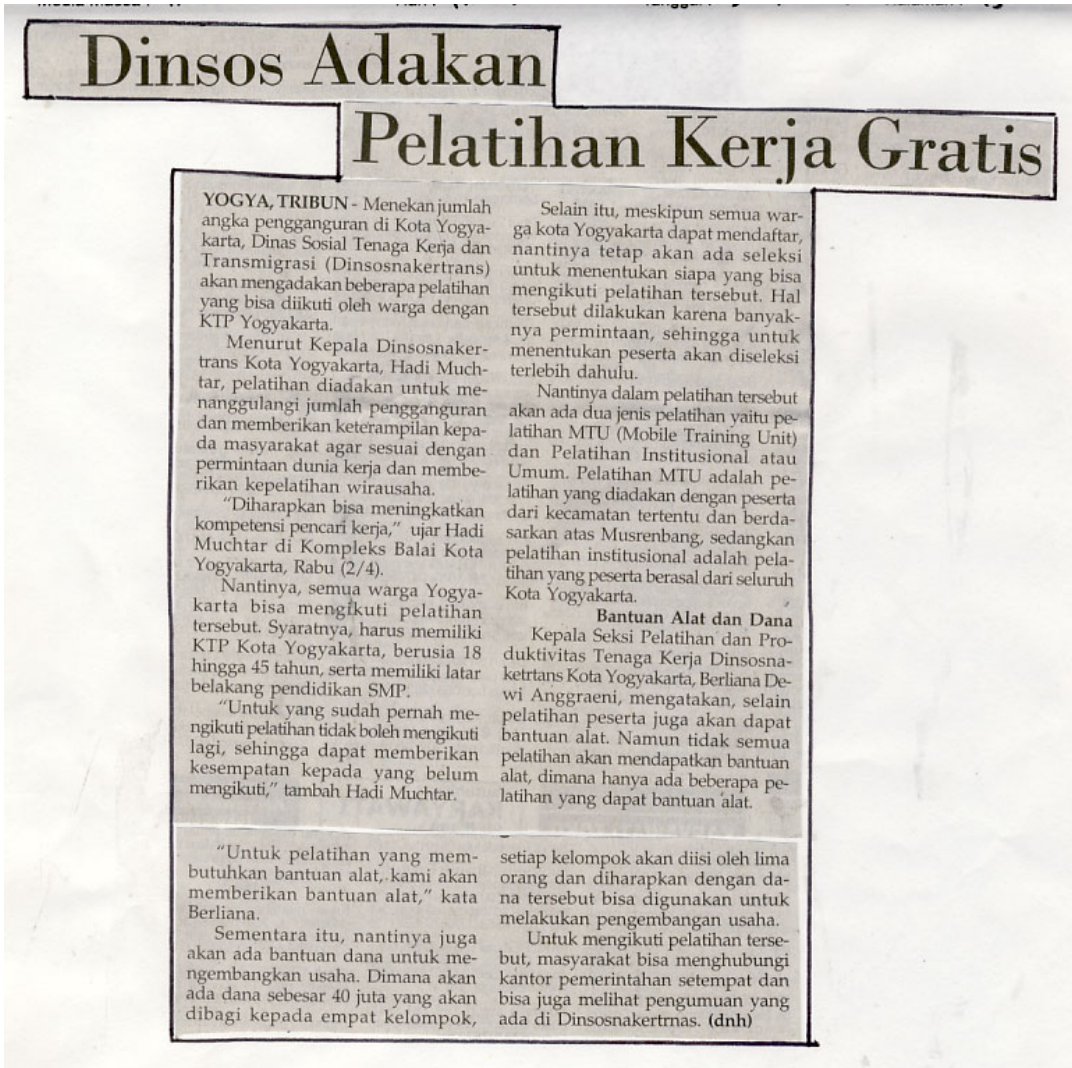 Dinsos Adakan
Pelatihan Kerja Gratis
YOGYA, TRIBUN - Menekan jumlah
angka pengganguran di Kota Yogya-
karta, Dinas Sosial Tenaga Kerja dan
Transmigrasi (Dinsosnakertrans)
akan mengadakan beberapa pelatihan
yang bisa diikuti oleh warga dengan
KTP Yogyakarta.
Menurut Kepala Dinsosnaker-
trans Kota Yogyakarta, Hadi Much-
tar, pelatihan diadakan untuk me-
nanggulangi jumlah pengganguran
dan memberikan keterampilan kepa-
da masyarakat agar sesuai dengan
permintaan dunia kerja dan membe-
rikan kepelatihan wirausaha.
"Diharapkan bisa meningkatkan
kompetensi pencari kerja," ujar Hadi
Muchtar di Kompleks Balai Kota
Yogyakarta, Rabu (2/4).
Nantinya, semua warga Yogya-
karta bisa mengikuti pelatihan
tersebut. Syaratnya, harus memiliki
KTP Kota Yogyakarta, berusia 18
hingga 45 tahun, serta memiliki latar
belakang pendidikan SMP.
"Untuk yang sudah pernah me-
ngikuti pelatihan tidak boleh mengikuti
lagi, sehingga dapat memberikan
kesempatan kepada yang belum
mengikuti," tambah Hadi Muchtar.
Selain itu, meskipun semua war-
ga kota Yogyakarta dapat mendaftar,
nantinya tetap akan ada seleksi
untuk menentukan siapa yang bisa
mengikuti pelatihan tersebut. Hal
tersebut dilakukan karena banyak-
nya permintaan, sehingga untuk
menentukan peserta akan diseleksi
terlebih dahulu.
Nantinya dalam pelatihan tersebut
akan ada dua jenis pelatihan yaitu pe-
latihan MTU (Mobile Training Unit)
dan Pelatihan Institusional atau
Umum. Pelatihan MTU adalah pe-
latihan yang diadakan dengan peserta
dari kecamatan tertentu dan berda-
sarkan atas Musrenbang, sedangkan
pelatihan institusional adalah pela-
tihan yang peserta berasal dari seluruh
Kota Yogyakarta.
Bantuan Alat dan Dana
Kepala Seksi Pelatihan dan Pro-
duktivitas Tenaga Kerja Dinsosna-
ketrtans Kota Yogyakarta, Berliana De-
wi Anggraeni, mengatakan, selain
pelatihan peserta juga akan dapat
bantuan alat. Namun tidak semua
pelatihan akan mendapatkan bantuan
alat, dimana hanya ada beberapa pe-
latihan yang dapat bantuan alat.
"Untuk pelatihan yang mem-
butuhkan bantuan alat, kami akan
memberikan bantuan alat," kata
Berliana.
Sementara itu, nantinya juga
akan ada bantuan dana untuk me-
ngembangkan usaha. Dimana akan
ada dana sebesar 40 juta yang akan
dibagi kepada empat kelompok,
setiap kelompok akan diisi oleh lima
orang dan diharapkan dengan da-
na tersebut bisa digunakan untuk
melakukan pengembangan usaha.
Untuk mengikuti pelatihan terse-
but, masyarakat bisa menghubungi
kantor pemerintahan setempat dan
bisa juga melihat pengumuan yang
ada di Dinsosnakertrnas. (dnh)